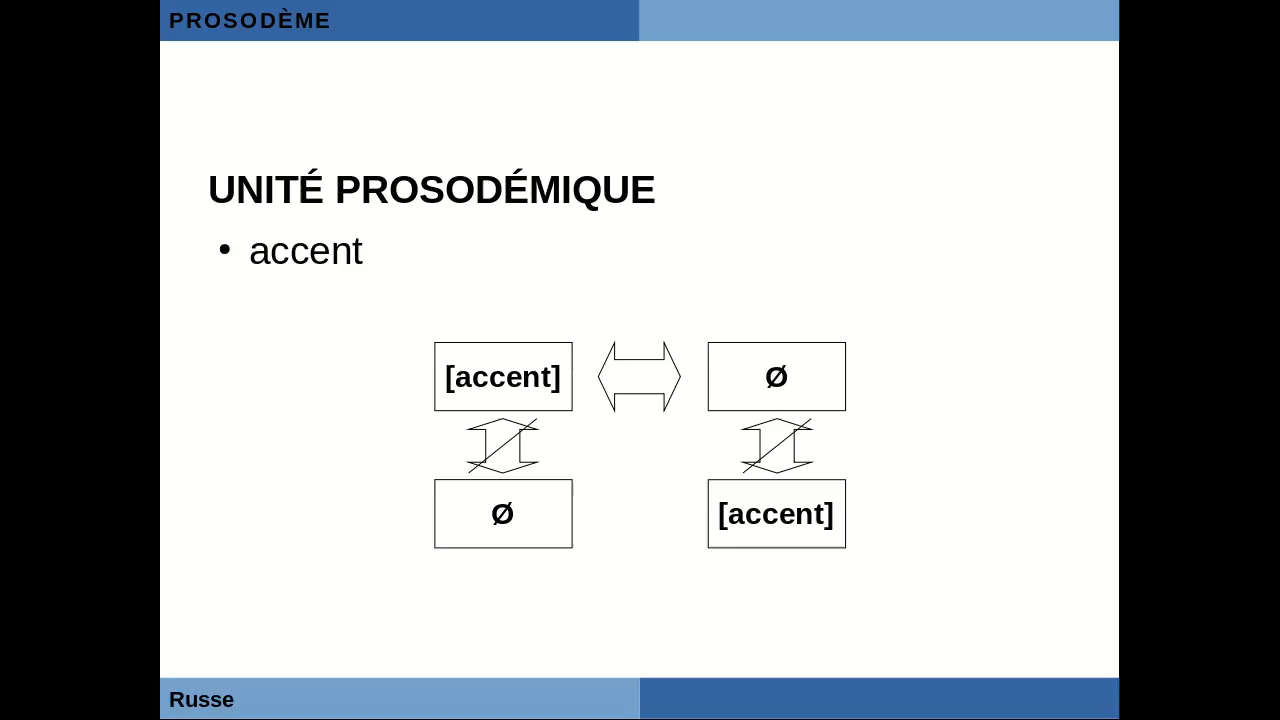 PROSODÈME
UNITÉ PROSODÉMIQUE
• accent
[accent] Ø
Ø [accent]
Russe